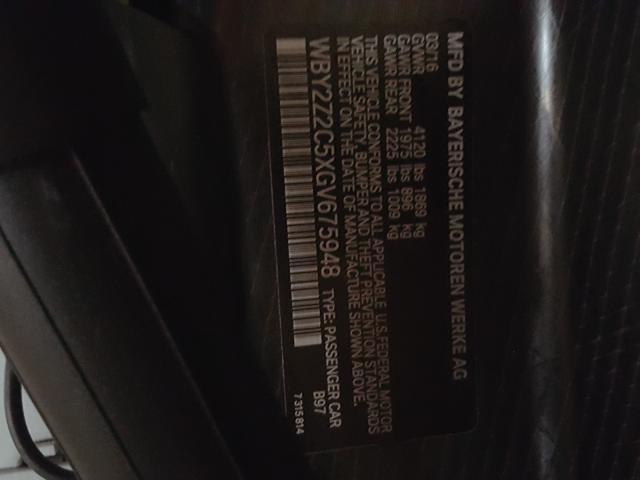 MFD BY BAYERISCHE MOTOREN WERKE AG
03/16
GVWR 4120 lbs 1869 kg
GAWR FRONT 1975 lbs 896 kg
GAWR REAR 2225 lbs 1009 kg
THIS VEHICLE CONFORMS TO ALL APPLICABLE U.S.FEDERAL MOTOR
VEHICLE SAFETY, BUMPER AND THEFT PREVENTION STANDARDS
IN EFFECT ON THE DATE OF MANUFACTURE SHOWN ABOVE.
WBY2Z2C5XGV675948 TYPE: PASSENGER CAR
B97
7 315 814